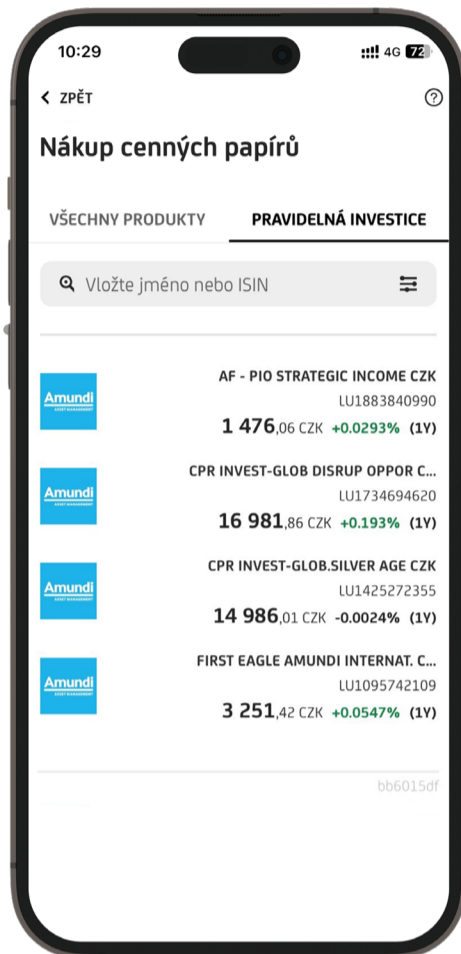 10:29
4G 72
ZPĚT
?
Nákup cenných papírů
VŠECHNY PRODUKTY PRAVIDELNÁ INVESTICE
Vložte jméno nebo ISIN
Amundi
ASSET MANAGEMENT
AF - PIO STRATEGIC INCOME CZK
LU1883840990
1 476,06 CZK +0.0293% (1Y)
Amundi
ASSET MANAGEMENT
CPR INVEST-GLOB DISRUP OPPOR C...
LU1734694620
16 981,86 CZK +0.193% (1Y)
Amundi
ASSET MANAGEMENT
CPR INVEST-GLOB.SILVER AGE CZK
LU1425272355
14 986,01 CZK -0.0024% (1Y)
Amundi
ASSET MANAGEMENT
FIRST EAGLE AMUNDI INTERNAT. C...
LU1095742109
3 251,42 CZK +0.0547% (1Y)
bb6015df